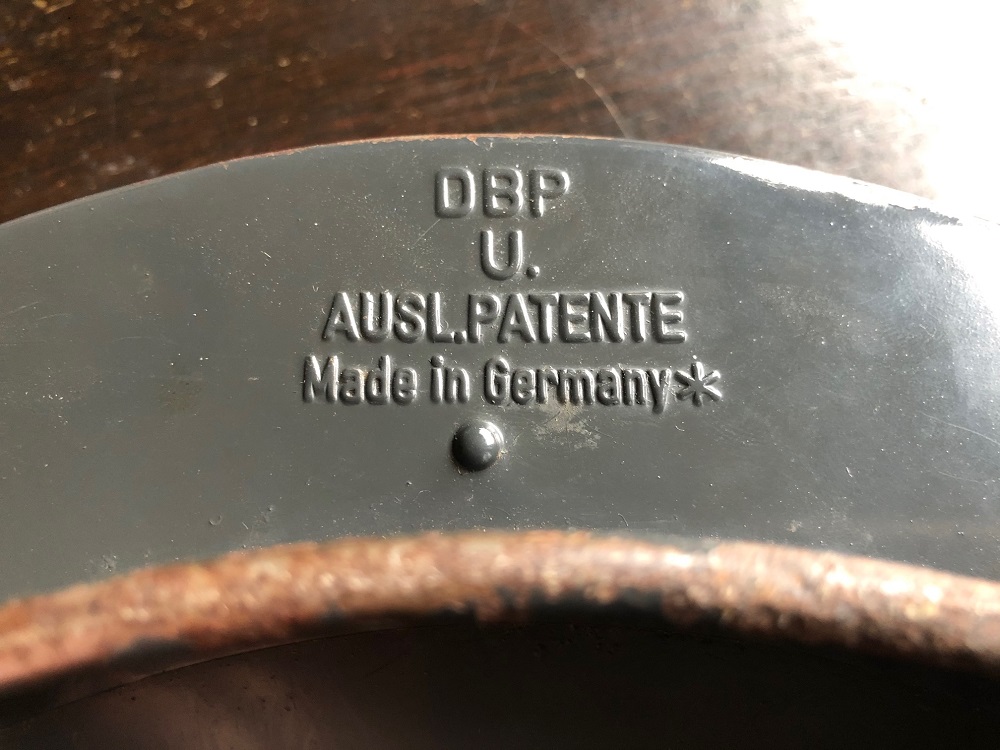 DBP
U.
AUSL.PATENTE
Made in Germany*